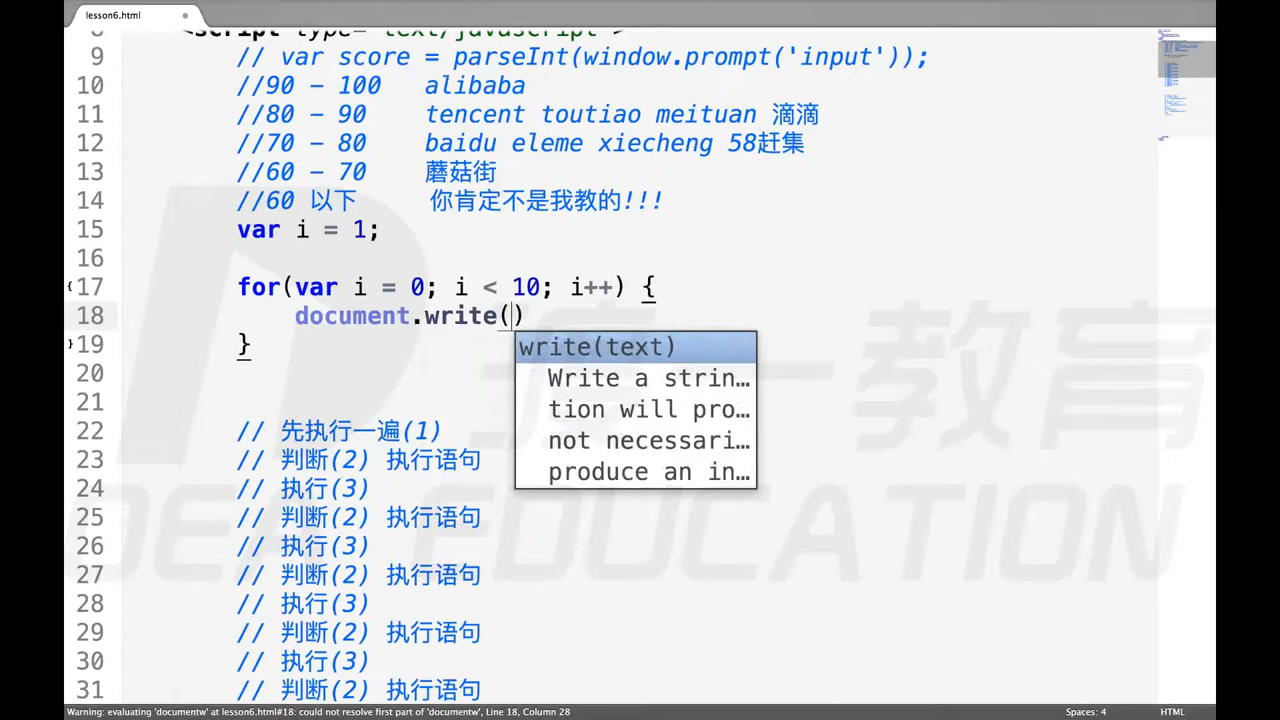 lesson6.html
<script type="text/javascript">
9 // var score = parseInt(window.prompt('input'));
10 //90 - 100 alibaba
11 //80 - 90 tencent toutiao meituan 滴滴
12 //70 - 80 baidu eleme xiecheng 58赶集
13 //60 - 70 蘑菇街
14 //60 以下 你肯定不是我教的!!!
15 var i = 1;
16
17 for(var i = 0; i < 10; i++) {
18 document.write()
19 }
write(text)
20
Write a strin…
21
tion will pro…
22 // 先执行一遍(1)
not necessari…
23 // 判断(2) 执行语句
produce an in…
24 // 执行(3)
25 // 判断(2) 执行语句
26 // 执行(3)
27 // 判断(2) 执行语句
28 // 执行(3)
29 // 判断(2) 执行语句
30 // 执行(3)
31 // 判断(2) 执行语句
Warning: evaluating 'documentw' at lesson6.html#18: could not resolve first part of 'documentw', Line 18, Column 28
Spaces: 4
HTML